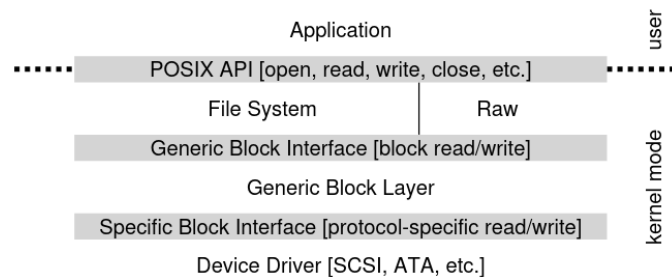 Application
user
POSIX API [open, read, write, close, etc.]
File System
Raw
Generic Block Interface [block read/write]
kernel mode
Generic Block Layer
Specific Block Interface [protocol-specific read/write]
Device Driver [SCSI, ATA, etc.]